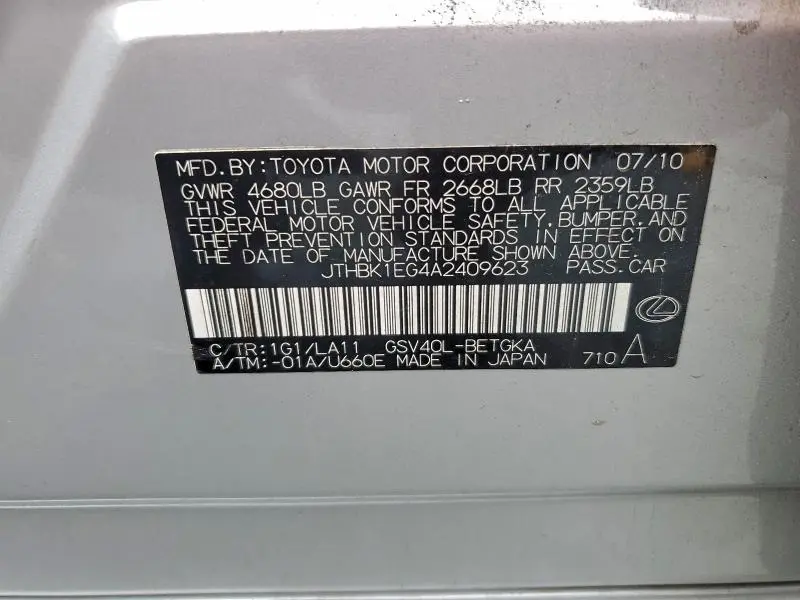 MFD.BY:TOYOTA MOTOR CORPORATION 07/10
GVWR 4680LB GAWR FR 2668LB RR 2359LB
THIS VEHICLE CONFORMS TO ALL APPLICABLE
FEDERAL MOTOR VEHICLE SAFETY,BUMPER,AND
THEFT PREVENTION STANDARDS IN EFFECT ON
THE DATE OF MANUFACTURE SHOWN ABOVE.
JTHBK1EG4A2409623 PASS.CAR
C/TR:1G1/LA11 GSV40L-BETGKA
A/TM:-01A/U660E MADE IN JAPAN 710 A